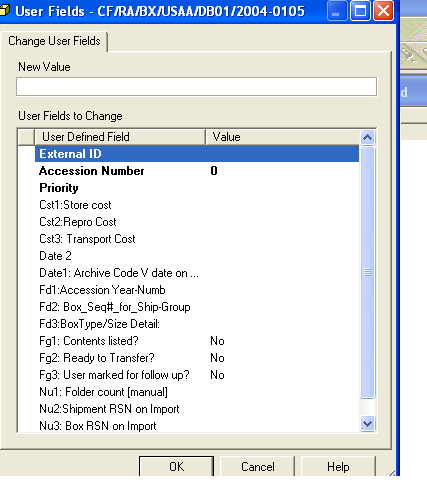 User Fields - CF/RA/BX/USAA/DB01/2004-0105
Change User Fields
New Value
User Fields to Change
User Defined Field Value
External ID
Accession Number 0
Priority
Cst1:Store cost
Cst2:Repro Cost
Cst3: Transport Cost
Date 2
Date1: Archive Code V date on ...
Fd1:Accession Year-Numb
Fd2: Box_Seq#_for_Ship-Group
Fd3:BoxType/Size Detail:
Fg1: Contents listed? No
Fg2: Ready to Transfer? No
Fg3: User marked for follow up? No
Nu1: Folder count [manual]
Nu2:Shipment RSN on Import
Nu3: Box RSN on Import
OK Cancel Help
d